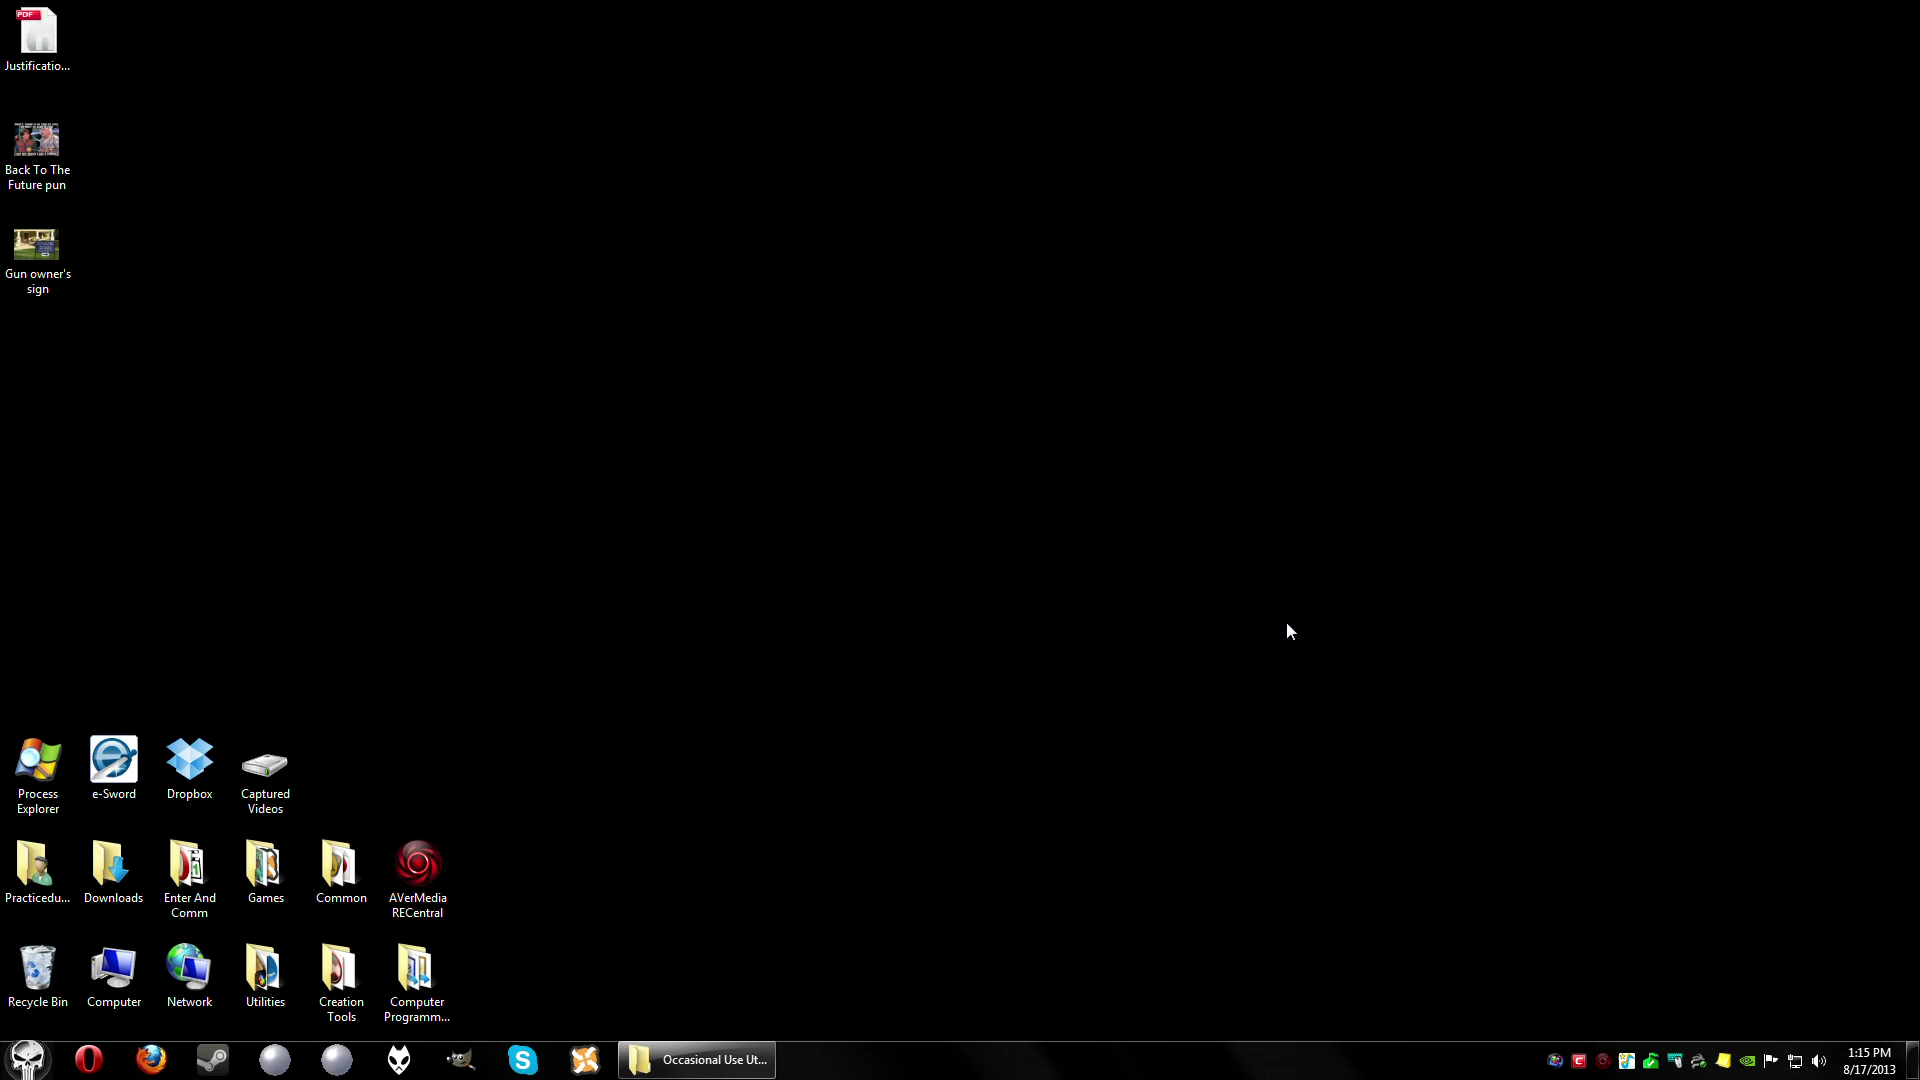 PDF
Justificatio...
Back To The
Future pun
Gun owner's
sign
Process
Explorer
e-Sword
Dropbox
Captured
Videos
Practicedu...
Downloads
Enter And
Comm
Games
Common
AVerMedia
RECentral
Recycle Bin
Computer
Network
Utilities
Creation
Tools
Computer
Programm...
Occasional Use Ut...
1:15 PM
8/17/2013